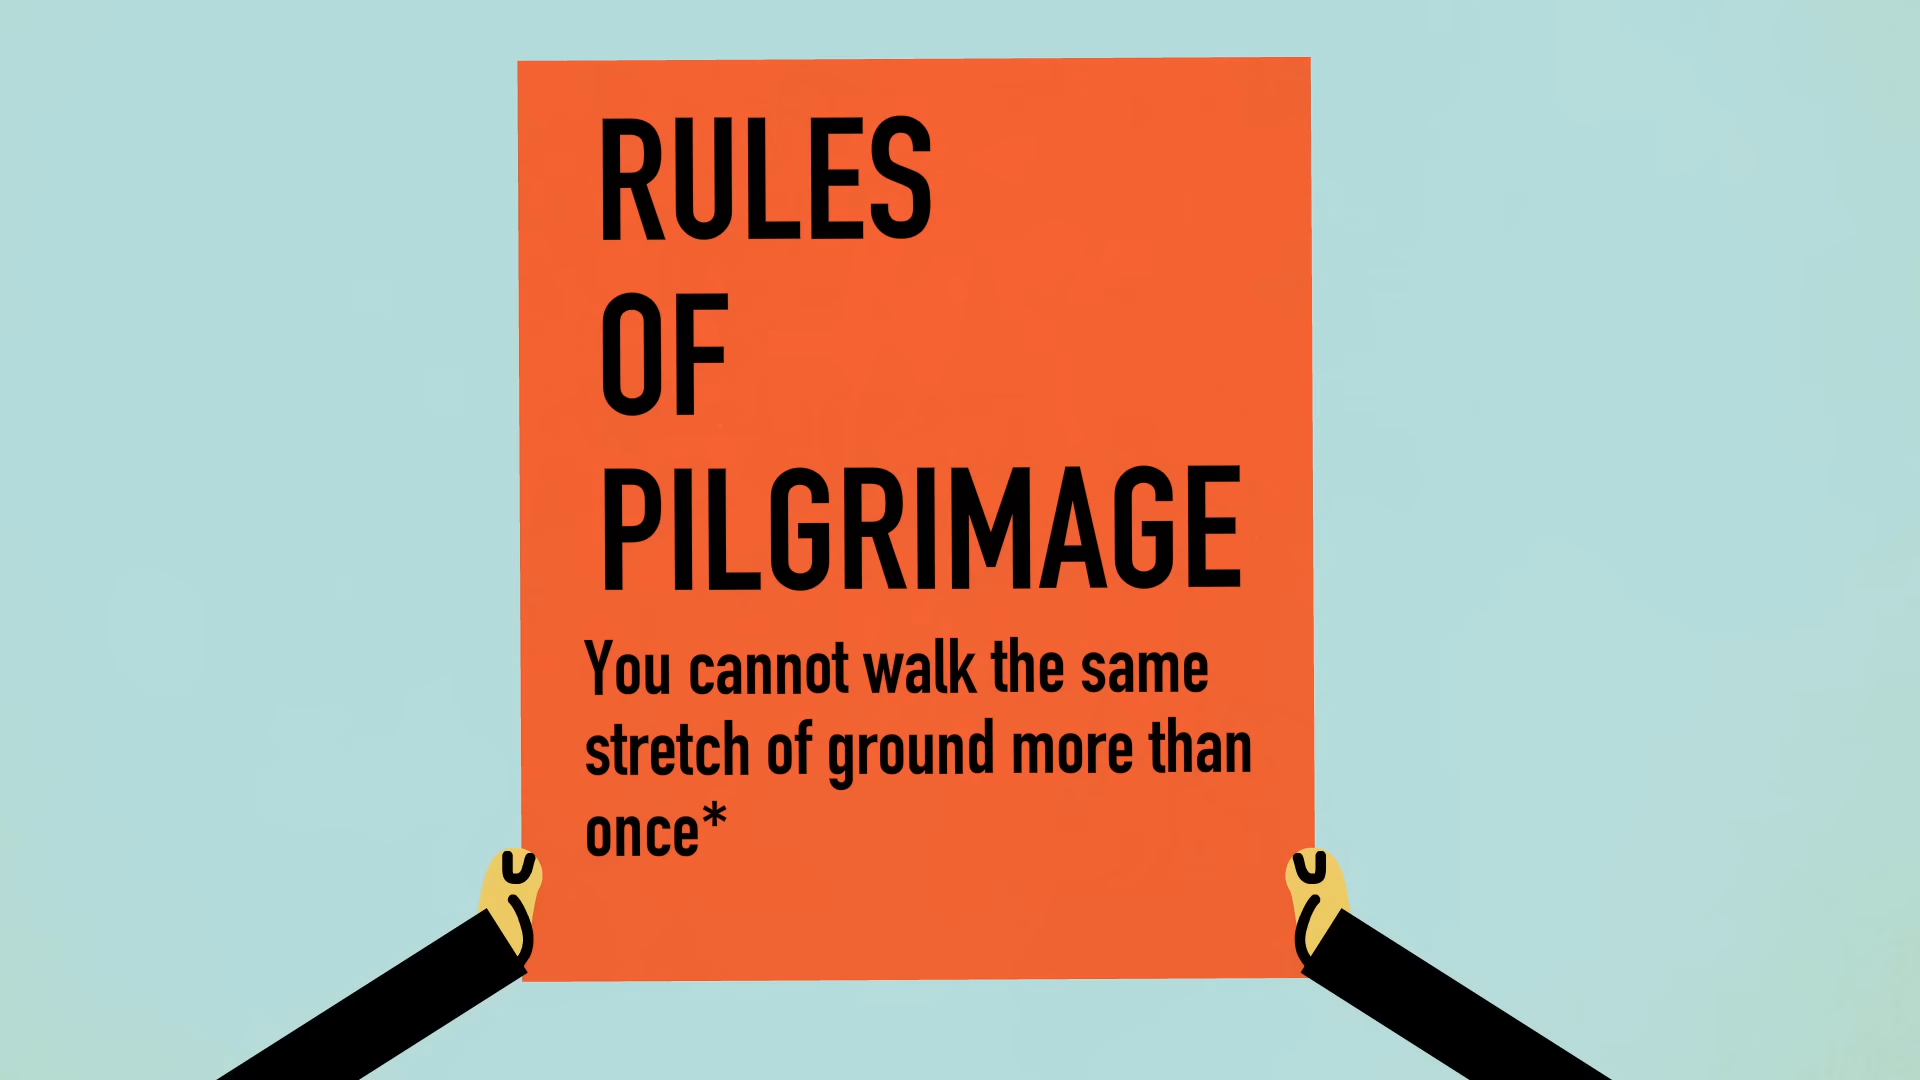 RULES
OF
PILGRIMAGE
You cannot walk the same
stretch of ground more than
once*